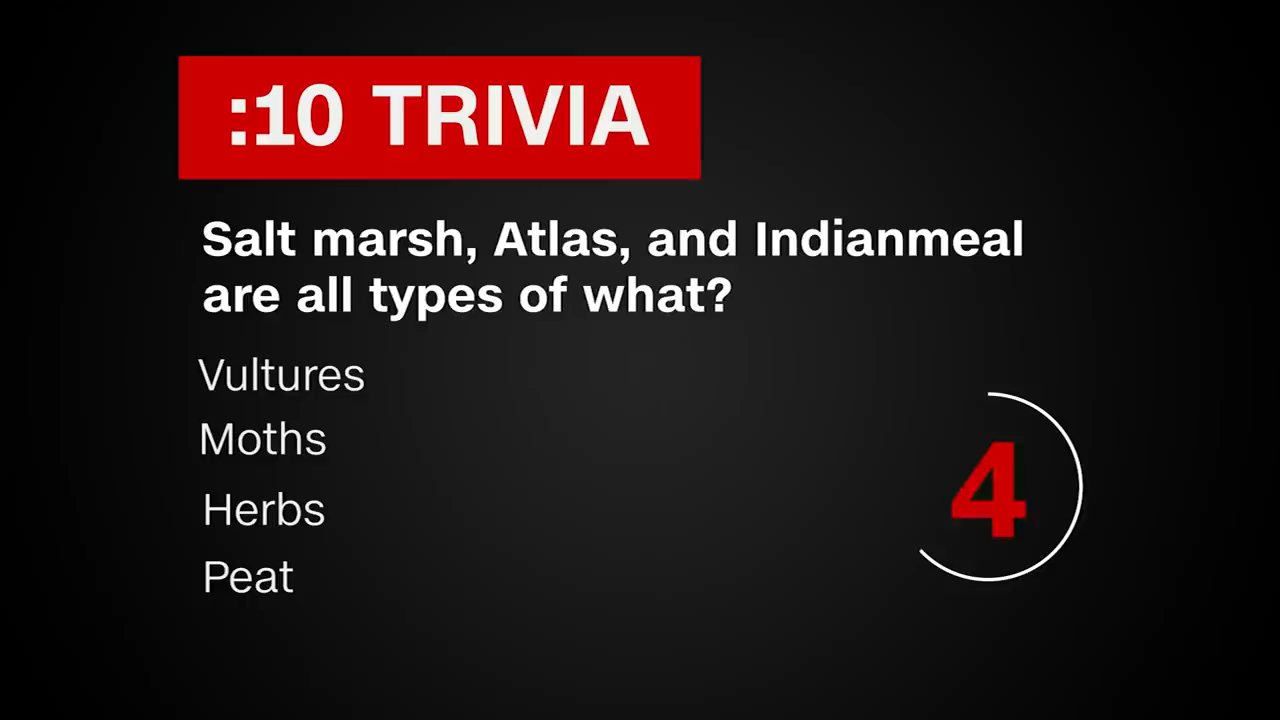 :10 TRIVIA
Salt marsh, Atlas, and Indianmeal
are all types of what?
Vultures
Moths
Herbs
Peat
4